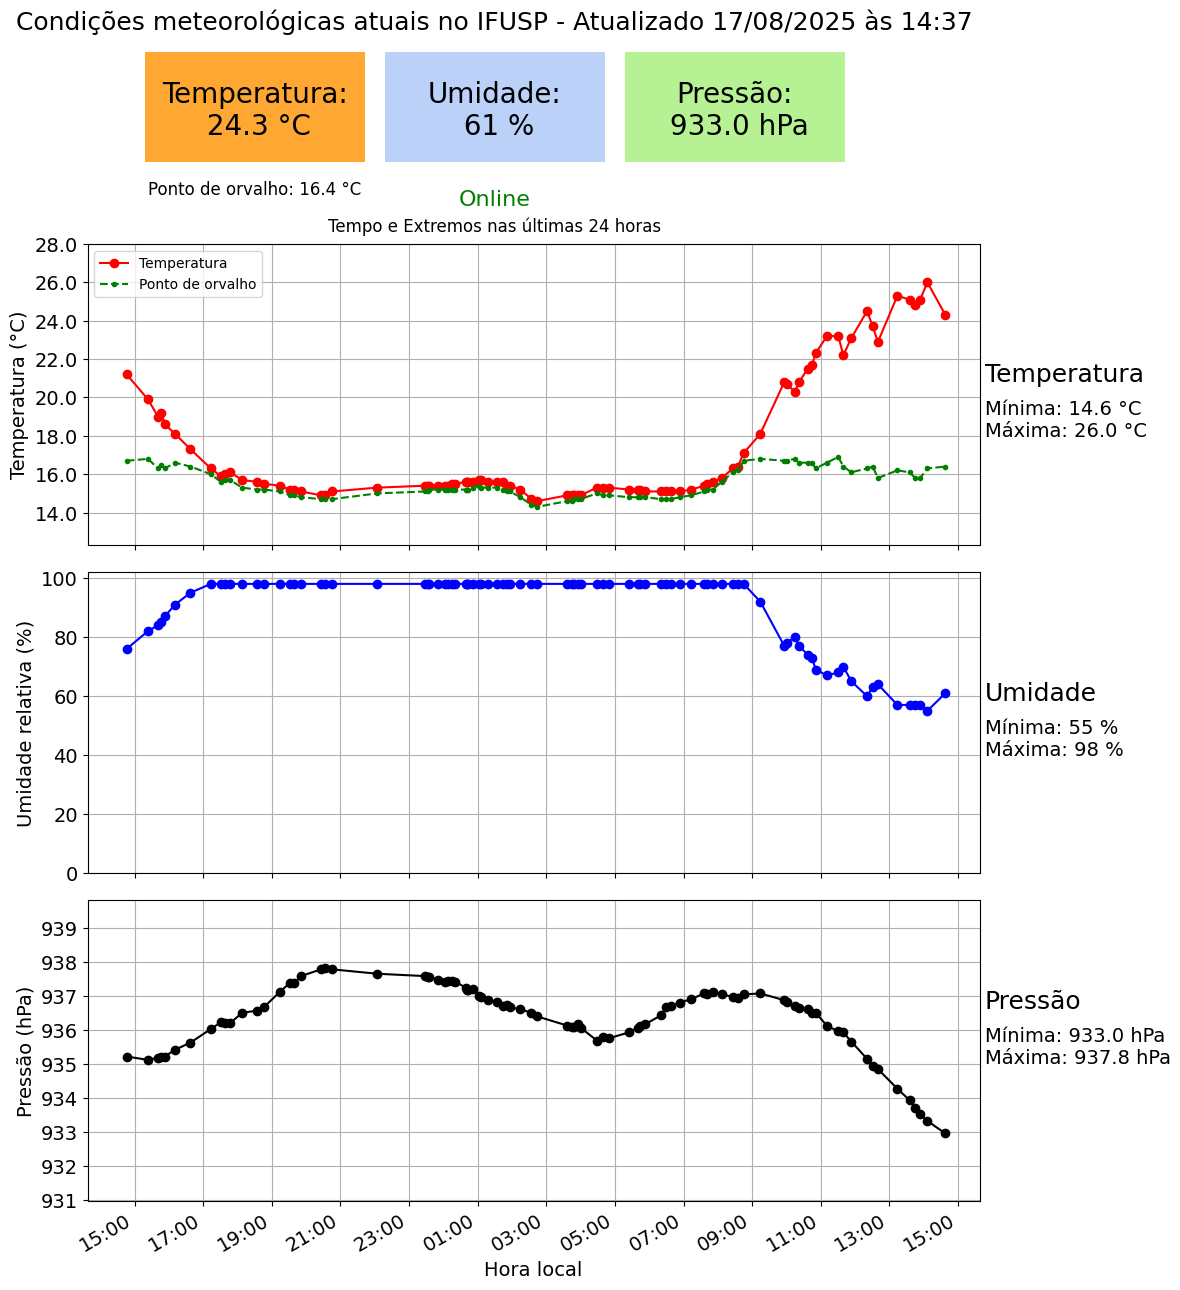 Condições meteorológicas atuais no IFUSP - Atualizado 17/08/2025 às 14:37
Temperatura:
24.3 °C
Umidade:
61 %
Pressão:
933.0 hPa
Ponto de orvalho: 16.4 °C
Online
Tempo e Extremos nas últimas 24 horas
Temperatura (°C)
28.0
26.0
24.0
22.0
20.0
18.0
16.0
14.0
Temperatura
Ponto de orvalho
Temperatura
Mínima: 14.6 °C
Máxima: 26.0 °C
Umidade relativa (%)
100
80
60
40
20
0
Umidade
Mínima: 55 %
Máxima: 98 %
Pressão (hPa)
939
938
937
936
935
934
933
932
931
Pressão
Mínima: 933.0 hPa
Máxima: 937.8 hPa
15:00 17:00 19:00 21:00 23:00 01:00 03:00 05:00 07:00 09:00 11:00 13:00 15:00
Hora local